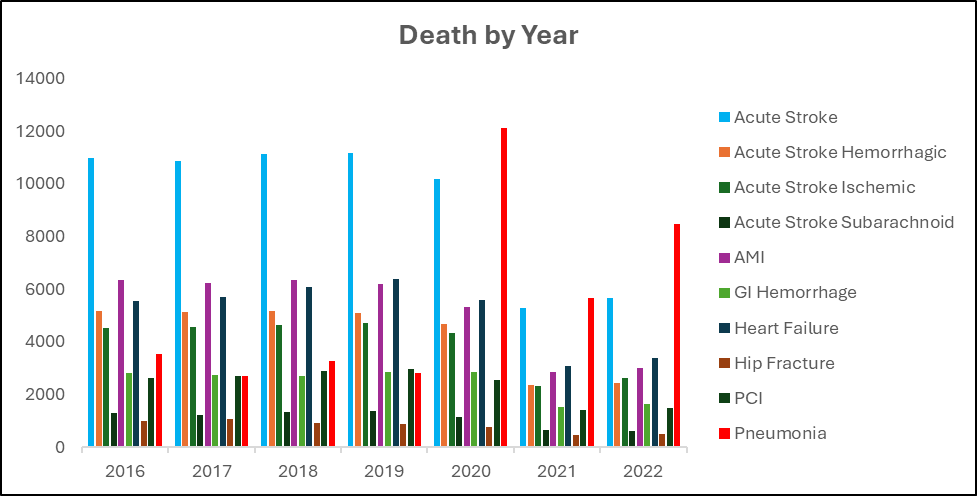 Death by Year
14000
12000
10000
8000
6000
4000
2000
0
2016 2017 2018 2019 2020 2021 2022
Acute Stroke
Acute Stroke Hemorrhagic
Acute Stroke Ischemic
Acute Stroke Subarachnoid
AMI
GI Hemorrhage
Heart Failure
Hip Fracture
PCI
Pneumonia